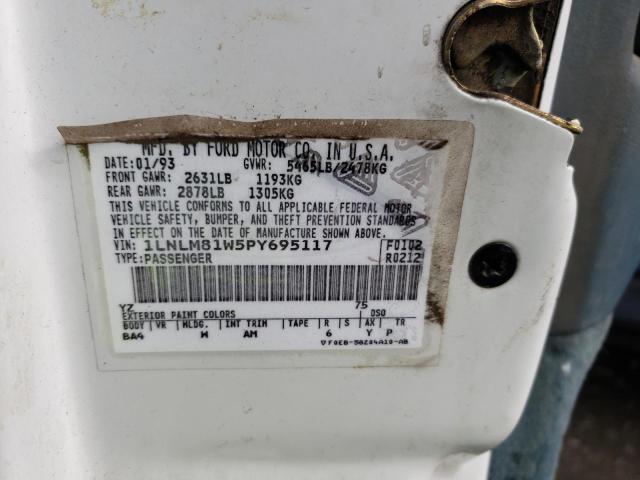 MFD. BY FORD MOTOR CO. IN U.S.A.
DATE: 01/93 GVWR: 5465LB/2478KG
FRONT GAWR: 2631LB 1193KG
REAR GAWR: 2878LB 1305KG
THIS VEHICLE CONFORMS TO ALL APPLICABLE FEDERAL MOTOR
VEHICLE SAFETY, BUMPER, AND THEFT PREVENTION STANDARDS
IN EFFECT ON THE DATE OF MANUFACTURE SHOWN ABOVE.
VIN: 1LNLM81W5PY695117 F0102
TYPE: PASSENGER R0212
YZ 75
EXTERIOR PAINT COLORS DSO
BODY VR MLDG. INT TRIM TAPE R S AX TR
BA4 W AM 6 Y P
▽F0EB-50204A10-AB